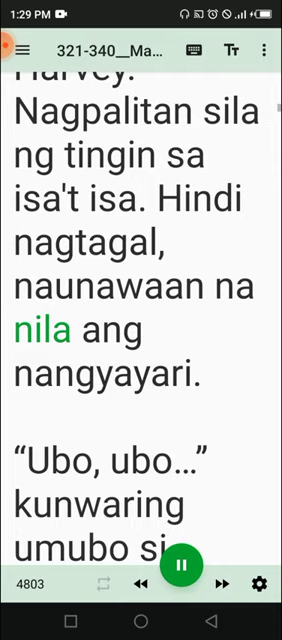 1:29 PM
321-340__Ma...
Harvey.
Nagpalitan sila
ng tingin sa
isa't isa. Hindi
nagtagal,
naunawaan na
nila ang
nangyayari.
“Ubo, ubo...”
kunwaring
umubo si
4803